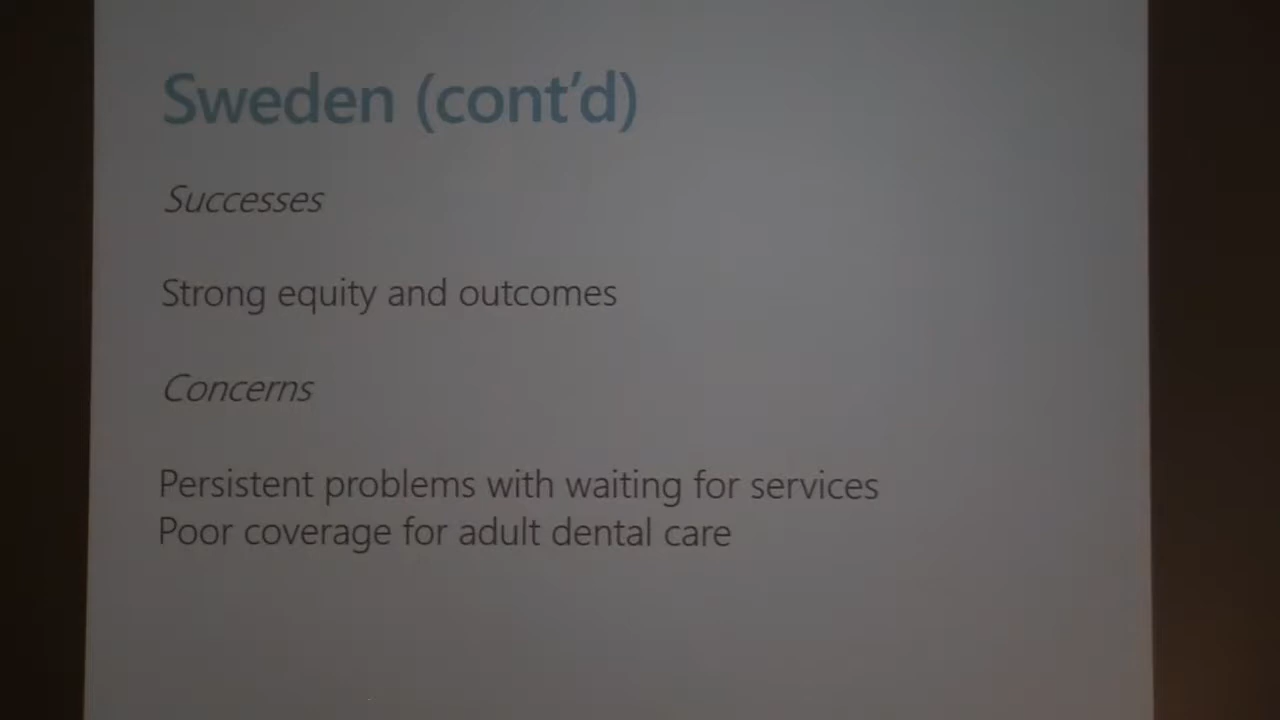 Sweden (cont’d)
Successes
Strong equity and outcomes
Concerns
Persistent problems with waiting for services
Poor coverage for adult dental care